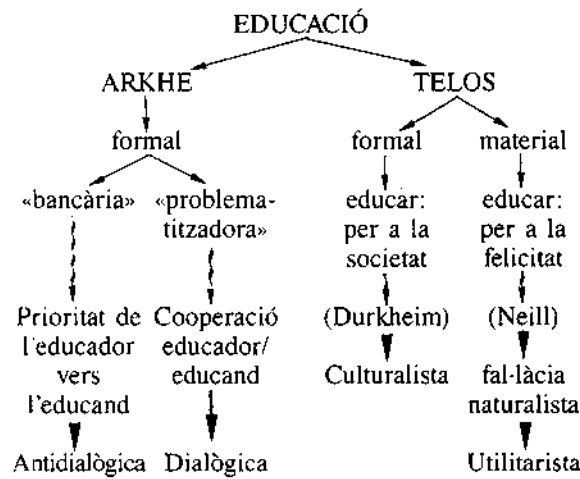 EDUCACIÓ
ARKHE
TELOS
formal
formal
material
«bancària»
«problema-
titzadora»
educar:
per a la
societat
educar:
per a la
felicitat
Prioritat de
l'educador
vers
l'educand
Cooperació
educador/
educand
(Durkheim)
(Neill)
Culturalista
fal·làcia
naturalista
Antidialògica
Dialògica
Utilitarista